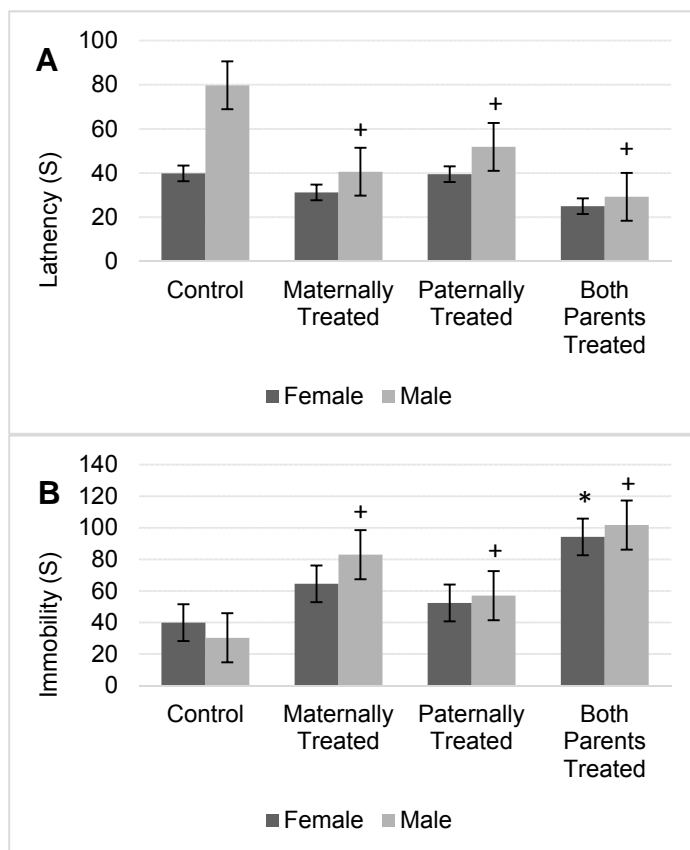 A
Latnency (S)
100
80
60
40
20
0
+
+
+
Control
Maternally
Treated
Paternally
Treated
Both
Parents
Treated
Female Male
B
Immobility (S)
140
120
100
80
60
40
20
0
+
+
*
+
Control
Maternally
Treated
Paternally
Treated
Both
Parents
Treated
Female Male